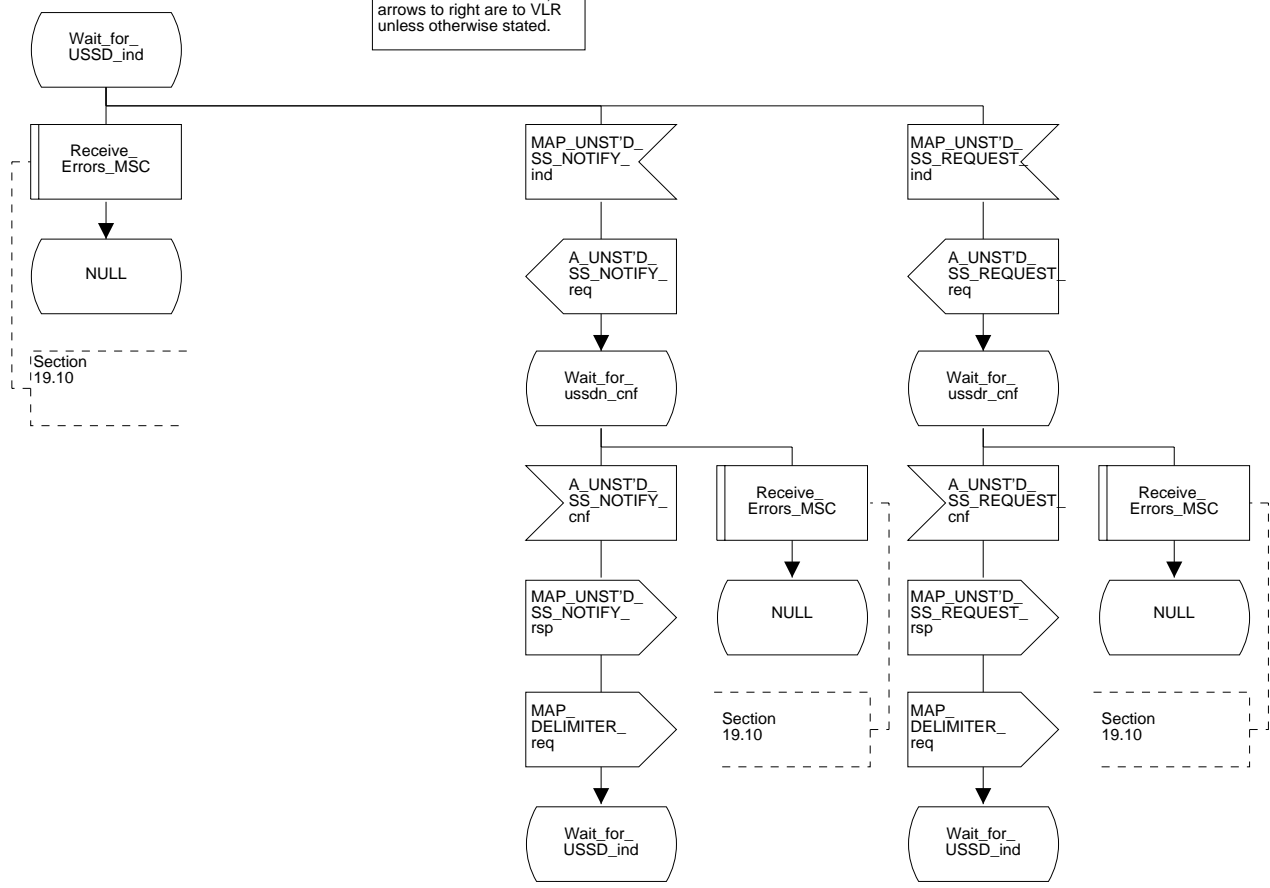 arrows to right are to VLR
unless otherwise stated.
Wait_for_
USSD_ind
Receive_
Errors_MSC
NULL
Section
19.10
MAP_UNST'D_
SS_NOTIFY_
ind
A_UNST'D_
SS_NOTIFY_
req
Wait_for_
ussdn_cnf
A_UNST'D_
SS_NOTIFY_
cnf
MAP_UNST'D_
SS_NOTIFY_
rsp
MAP_
DELIMITER_
req
Wait_for_
USSD_ind
Receive_
Errors_MSC
NULL
Section
19.10
MAP_UNST'D_
SS_REQUEST_
ind
A_UNST'D_
SS_REQUEST_
req
Wait_for_
ussdr_cnf
A_UNST'D_
SS_REQUEST_
cnf
MAP_UNST'D_
SS_REQUEST_
rsp
MAP_
DELIMITER_
req
Wait_for_
USSD_ind
Receive_
Errors_MSC
NULL
Section
19.10